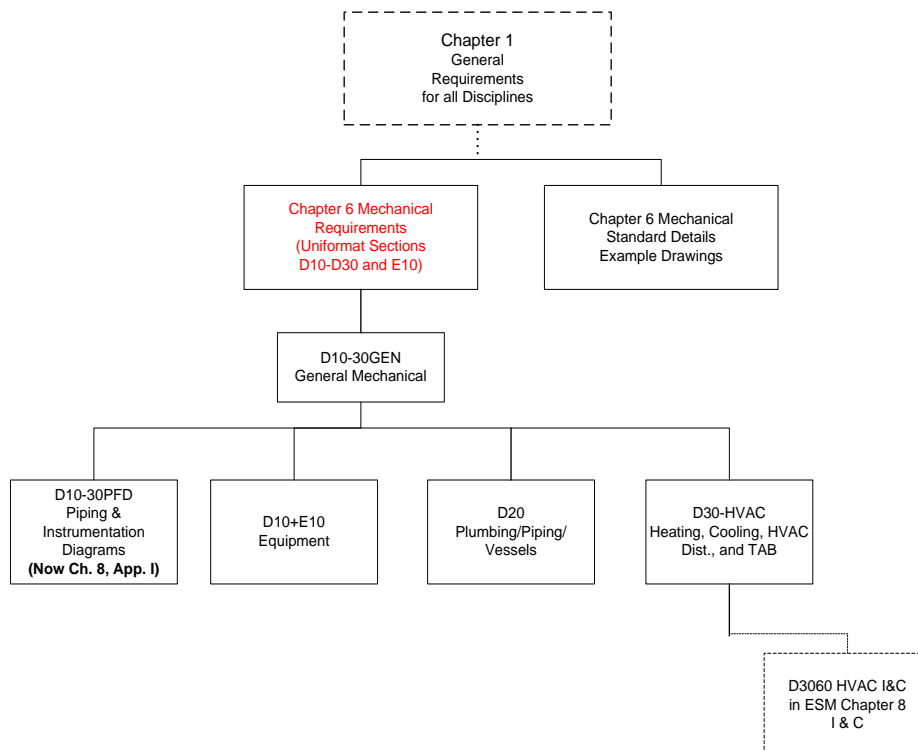 Chapter 1
General
Requirements
for all Disciplines
Chapter 6 Mechanical
Requirements
(Uniformat Sections
D10-D30 and E10)
Chapter 6 Mechanical
Standard Details
Example Drawings
D10-30GEN
General Mechanical
D10-30PFD
Piping &
Instrumentation
Diagrams
(Now Ch. 8, App. I)
D10+E10
Equipment
D20
Plumbing/Piping/
Vessels
D30-HVAC
Heating, Cooling, HVAC
Dist., and TAB
D3060 HVAC I&C
in ESM Chapter 8
I & C